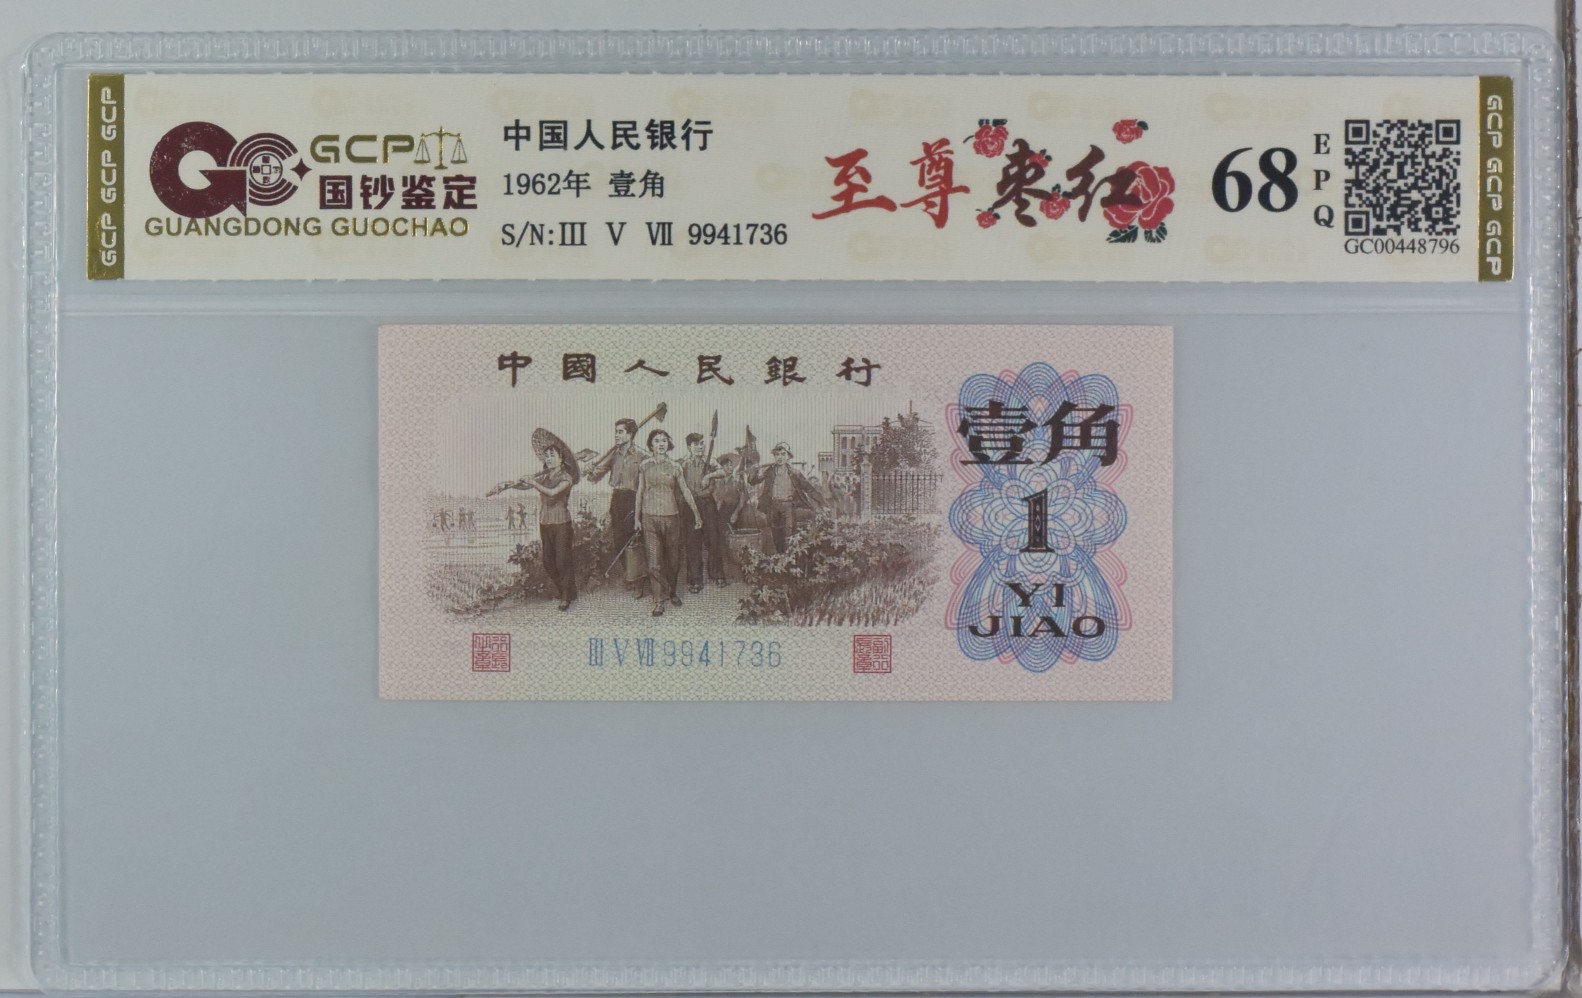 GCP GCP GCP
GCP
国钞鉴定
GUANGDONG GUOCHAO
中国人民银行
1962年 壹角
S/N:Ⅲ Ⅴ Ⅶ 9941736
至尊枣红
68
EPQ
GC00448796
GCP GCP GCP
中國人民銀行
壹角
1
YI
JIAO
Ⅲ Ⅴ Ⅶ 9941736